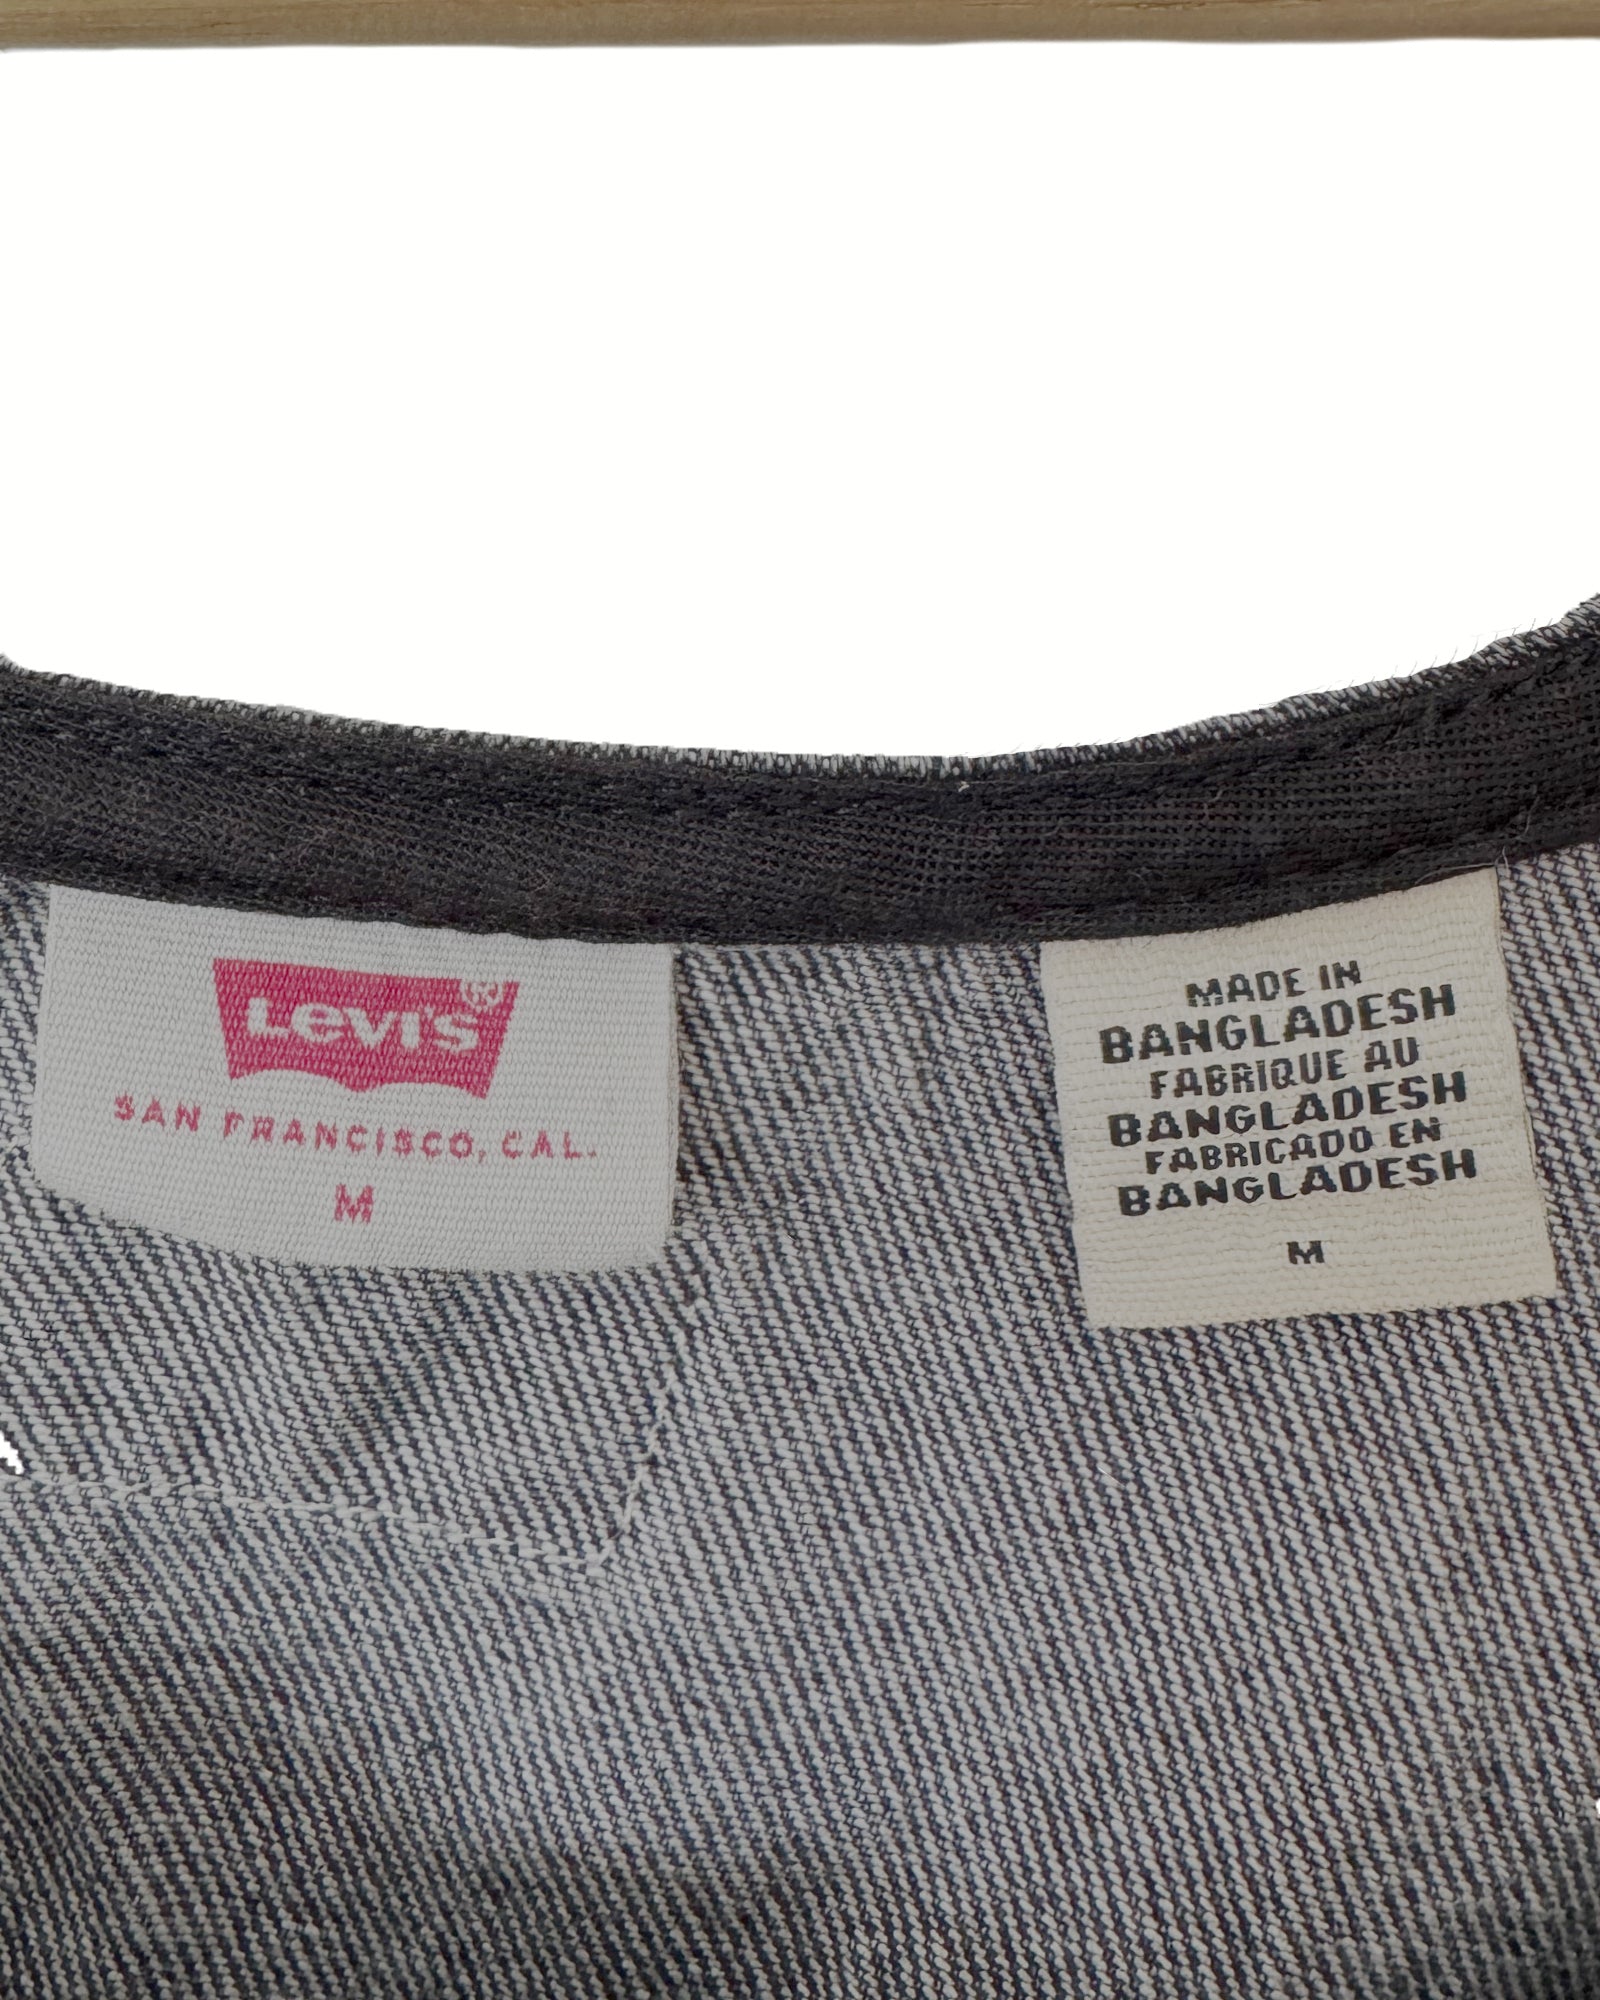 Levi's®
SAN FRANCISCO, CAL.
M
MADE IN
BANGLADESH
FABRIQUE AU
BANGLADESH
FABRICADO EN
BANGLADESH
M